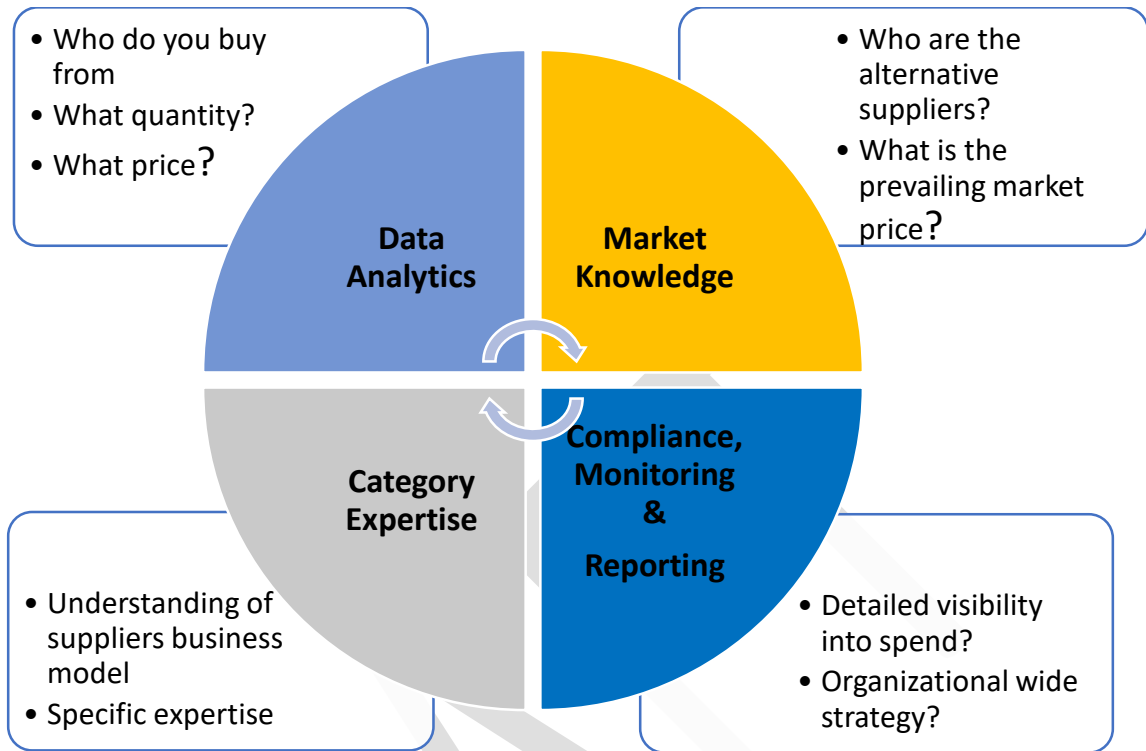 • Who do you buy
from
• What quantity?
• What price?
• Who are the
alternative
suppliers?
• What is the
prevailing market
price?
Data
Analytics
Market
Knowledge
Category
Expertise
Compliance,
Monitoring
&
Reporting
• Understanding of
suppliers business
model
• Specific expertise
• Detailed visibility
into spend?
• Organizational wide
strategy?